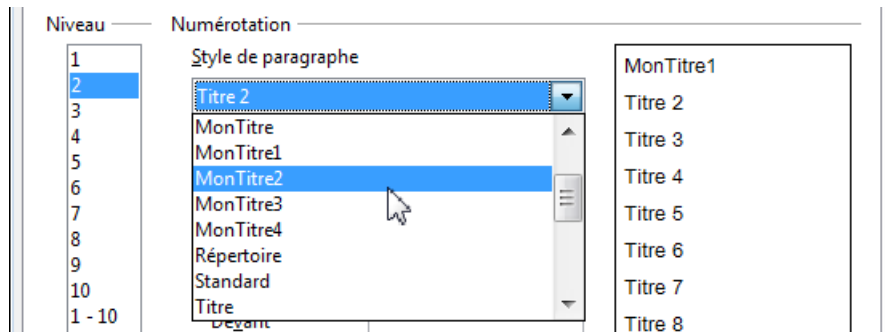 Niveau
1
2
3
4
5
6
7
8
9
10
1 - 10
Numérotation
Style de paragraphe
Titre 2
MonTitre
MonTitre1
MonTitre2
MonTitre3
MonTitre4
Répertoire
Standard
Titre
Devant
MonTitre1
Titre 2
Titre 3
Titre 4
Titre 5
Titre 6
Titre 7
Titre 8